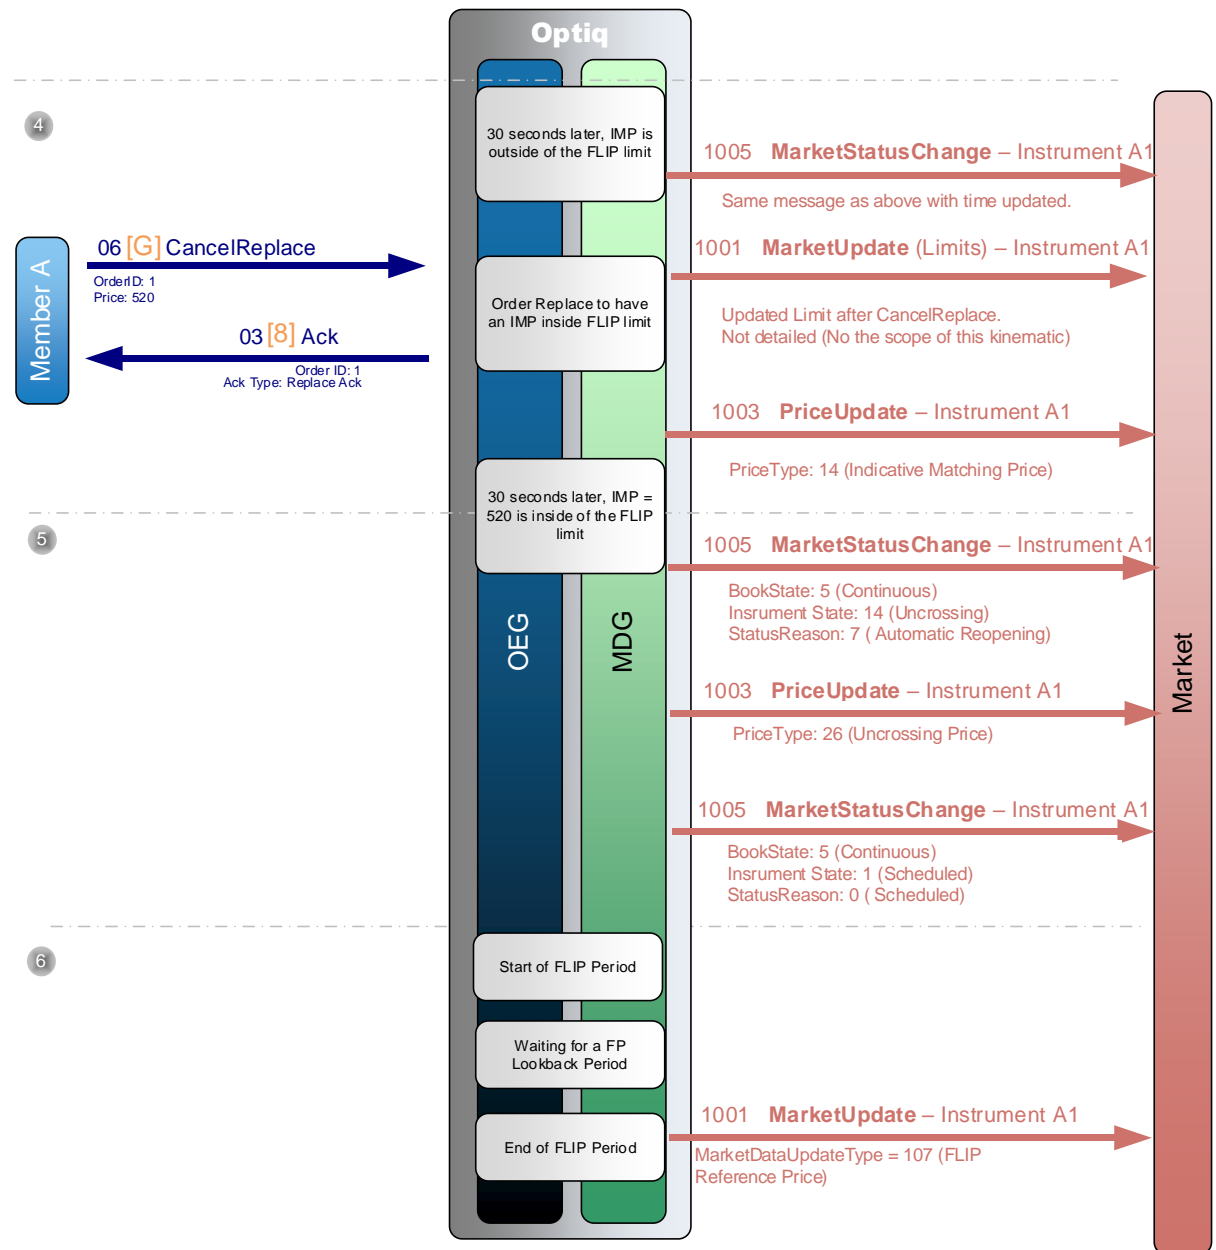 Optiq
4
30 seconds later, IMP is
outside of the FLIP limit
1005 MarketStatusChange – Instrument A1
Same message as above with time updated.
Member A
06 [G] CancelReplace
OrderID: 1
Price: 520
1001 MarketUpdate (Limits) – Instrument A1
Order Replace to have
an IMP inside FLIP limit
Updated Limit after CancelReplace.
Not detailed (No the scope of this kinematic)
03 [8] Ack
Order ID: 1
Ack Type: Replace Ack
1003 PriceUpdate – Instrument A1
PriceType: 14 (Indicative Matching Price)
30 seconds later, IMP =
520 is inside of the FLIP
limit
5
1005 MarketStatusChange – Instrument A1
BookState: 5 (Continuous)
Insrument State: 14 (Uncrossing)
StatusReason: 7 ( Automatic Reopening)
OEG
MDG
Market
1003 PriceUpdate – Instrument A1
PriceType: 26 (Uncrossing Price)
1005 MarketStatusChange – Instrument A1
BookState: 5 (Continuous)
Insrument State: 1 (Scheduled)
StatusReason: 0 ( Scheduled)
6
Start of FLIP Period
Waiting for a FP
Lookback Period
End of FLIP Period
1001 MarketUpdate – Instrument A1
MarketDataUpdateType = 107 (FLIP
Reference Price)